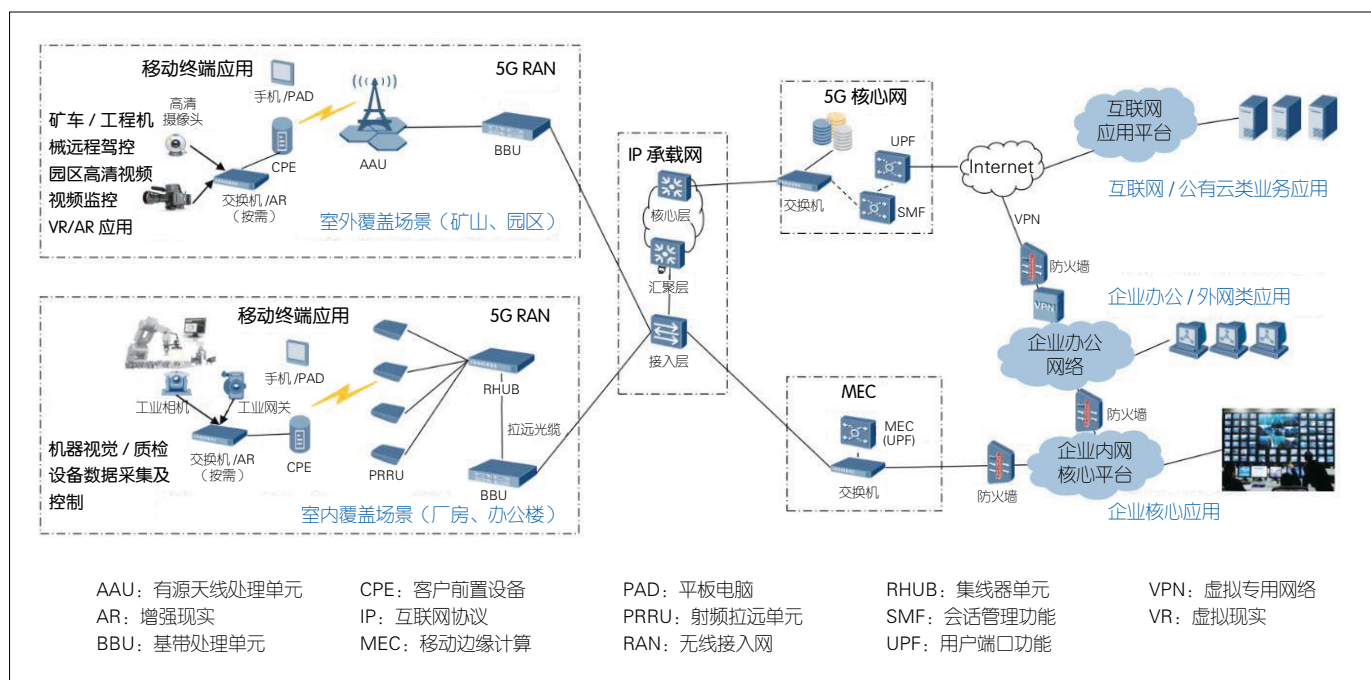 移动终端应用
5G RAN
手机/PAD
高清
摄像头
矿车 / 工程机
械远程驾控
园区高清视频
视频监控
VR/AR 应用
CPE
AAU
BBU
交换机/AR
（按需）
室外覆盖场景（矿山、园区）
移动终端应用
5G RAN
手机/PAD
RHUB
工业相机
工业网关
拉远光缆
机器视觉 / 质检
设备数据采集及
控制
交换机/AR
（按需）
CPE
PRRU
BBU
室内覆盖场景（厂房、办公楼）
IP 承载网
核心层
汇聚层
接入层
5G 核心网
UPF
交换机
SMF
MEC
MEC
(UPF)
交换机
Internet
互联网
应用平台
互联网 / 公有云类业务应用
VPN
防火墙
VPN
企业办公 / 外网类应用
企业办公
网络
防火墙
防火墙
企业内网
核心平台
企业核心应用
AAU：有源天线处理单元
AR：增强现实
BBU：基带处理单元
CPE：客户前置设备
IP：互联网协议
MEC：移动边缘计算
PAD：平板电脑
PRRU：射频拉远单元
RAN：无线接入网
RHUB：集线器单元
SMF：会话管理功能
UPF：用户端口功能
VPN：虚拟专用网络
VR：虚拟现实